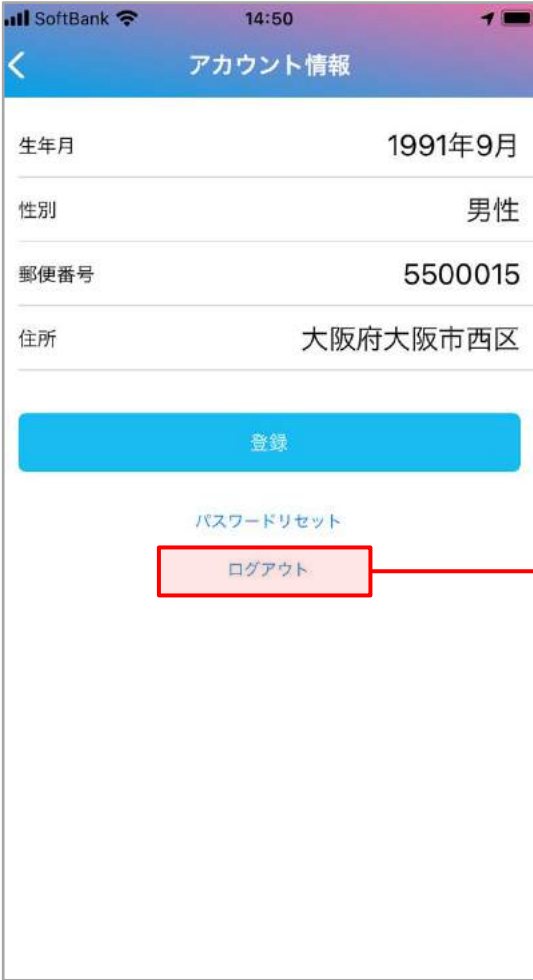 SoftBank 14:50
アカウント情報
生年月 1991年9月
性別 男性
郵便番号 5500015
住所 大阪府大阪市西区
登録
パスワードリセット
ログアウト